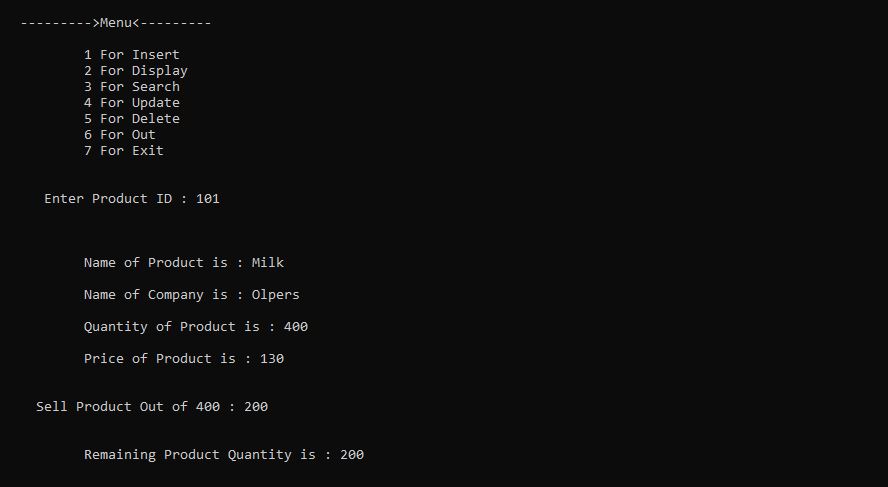 --------->Menu<---------
1 For Insert
2 For Display
3 For Search
4 For Update
5 For Delete
6 For Out
7 For Exit
Enter Product ID : 101
Name of Product is : Milk
Name of Company is : Olpers
Quantity of Product is : 400
Price of Product is : 130
Sell Product Out of 400 : 200
Remaining Product Quantity is : 200